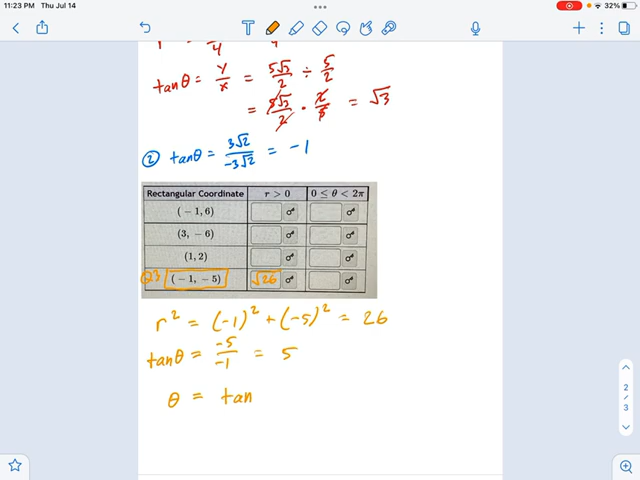 11:23 PM Thu Jul 14
32%
4 4
tanθ = y/x = 5√3/2 ÷ 5/2
= 5√3/2 · 2/5 = √3
② tanθ = 3√2/-3√2 = -1
Rectangular Coordinate r > 0 0 ≤ θ < 2π
(-1, 6)
(3, -6)
(1, 2)
Q3 (-1, -5) √26
r² = (-1)² + (-5)² = 26
tanθ = -5/-1 = 5
θ = tan
2
/
3